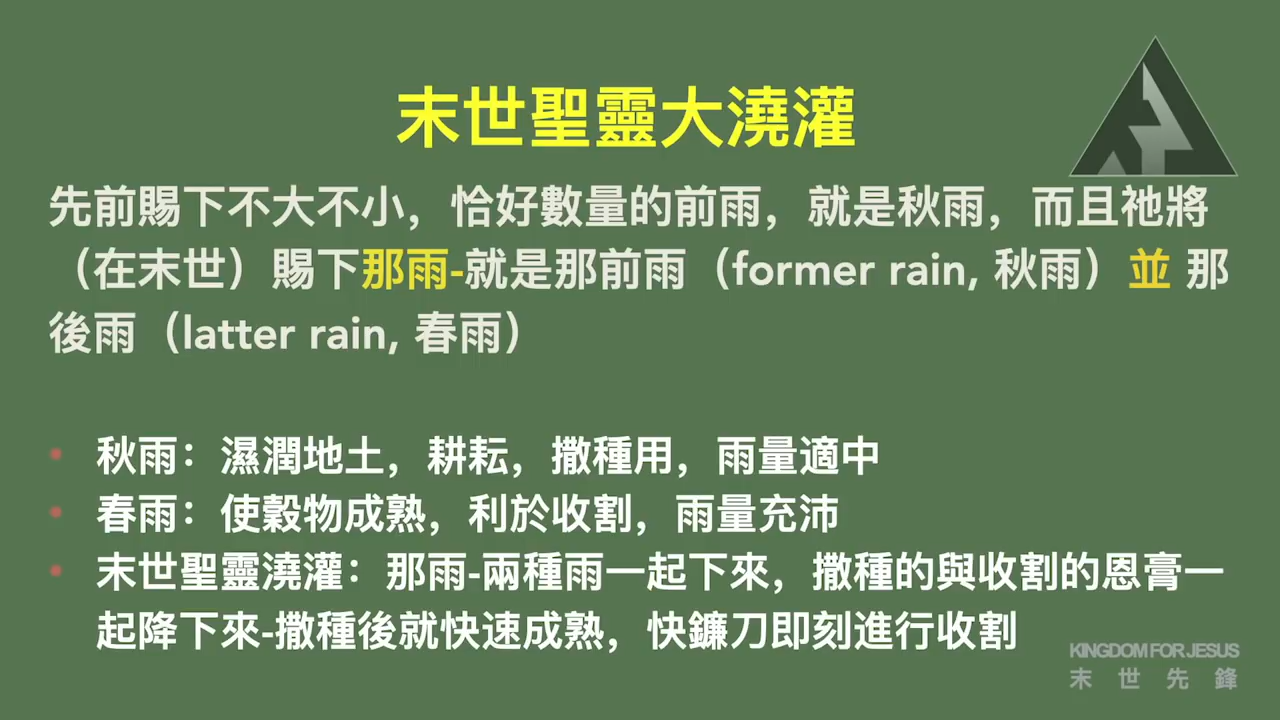 末世聖靈大澆灌
先前賜下不大不小，恰好數量的前雨，就是秋雨，而且祂將
（在末世）賜下那雨-就是那前雨（former rain, 秋雨）並 那
後雨（latter rain, 春雨）
• 秋雨：濕潤地土，耕耘，撒種用，雨量適中
• 春雨：使穀物成熟，利於收割，雨量充沛
• 末世聖靈澆灌：那雨-兩種雨一起下來，撒種的與收割的恩膏一
起降下來-撒種後就快速成熟，快鐮刀即刻進行收割
KINGDOM FOR JESUS
末世先鋒